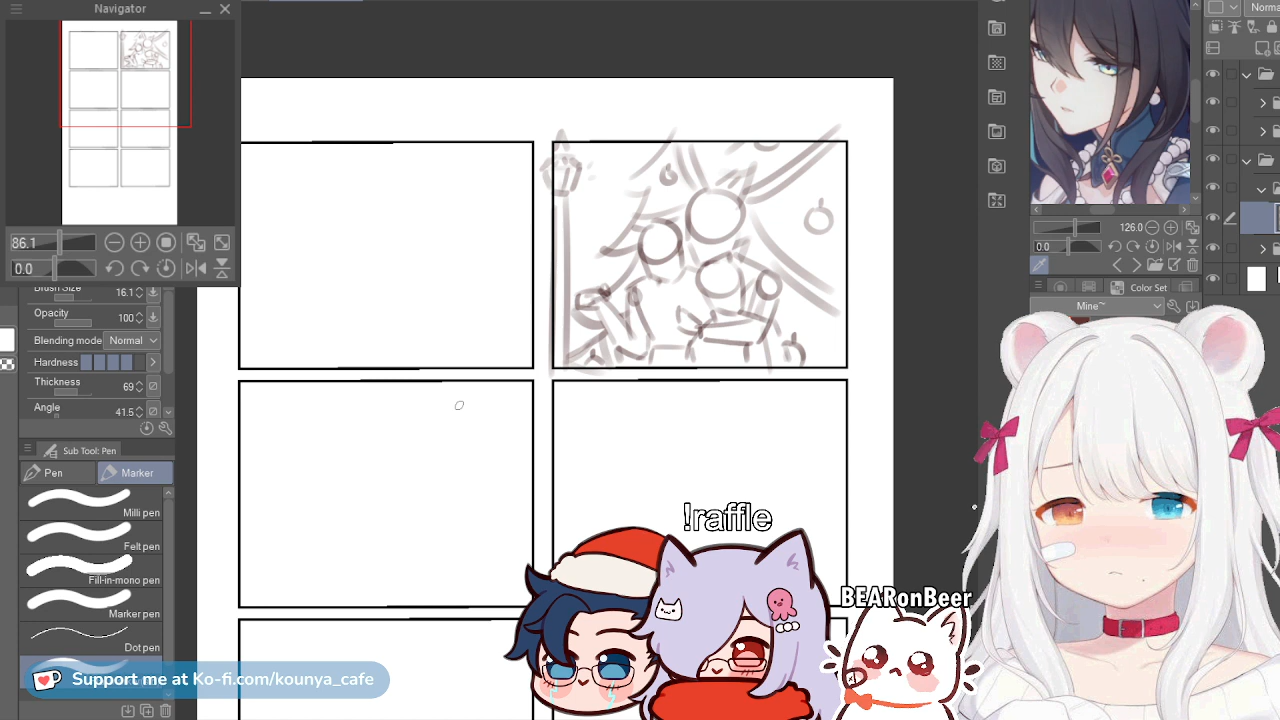 Navigator
86.1
0.0
Brush Size
16.1
Opacity
100
Blending mode
Normal
Hardness
Thickness
69
Angle
41.5
Sub Tool: Pen
Pen
Marker
Milli pen
Felt pen
Fill-in-mono pen
Marker pen
Dot pen
Support me at Ko-fi.com/kounya_cafe
!raffle
BEARonBeer
126.0
0.0
Color Set
Mine~
Norma